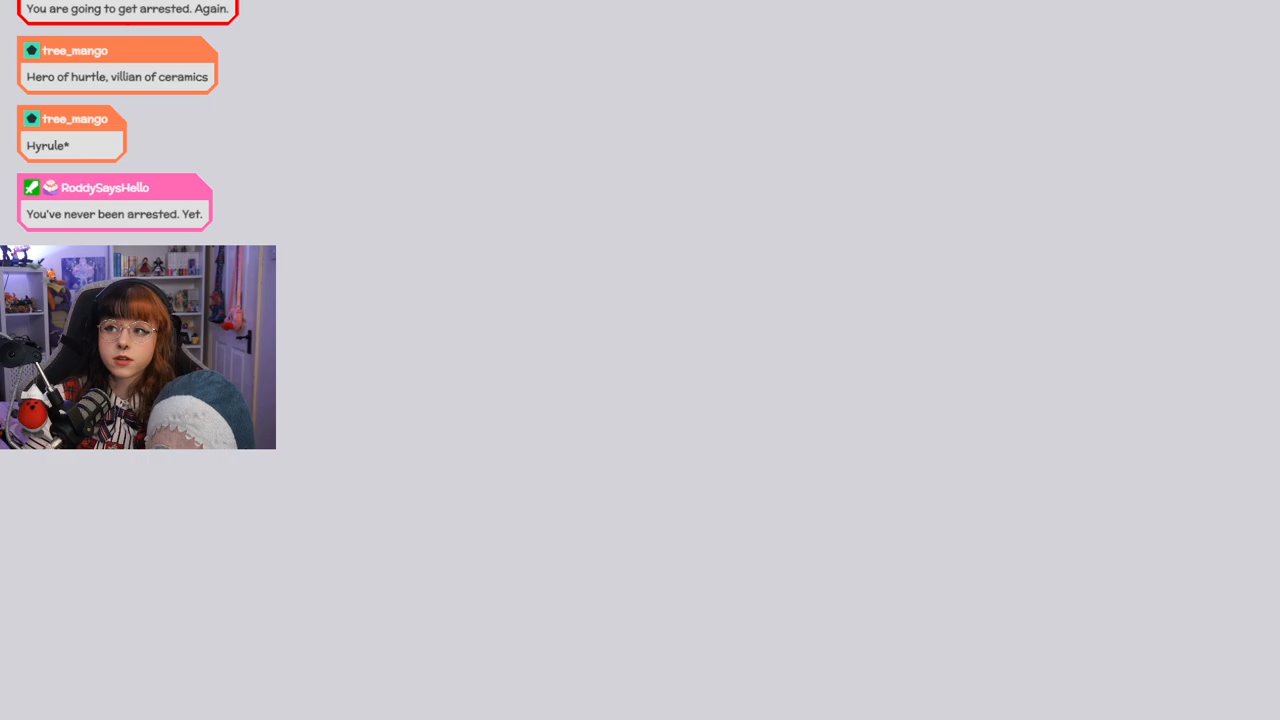 You are going to get arrested. Again.
tree_mango
Hero of hurtle, villian of ceramics
tree_mango
Hyrule*
RoddySaysHello
You've never been arrested. Yet.